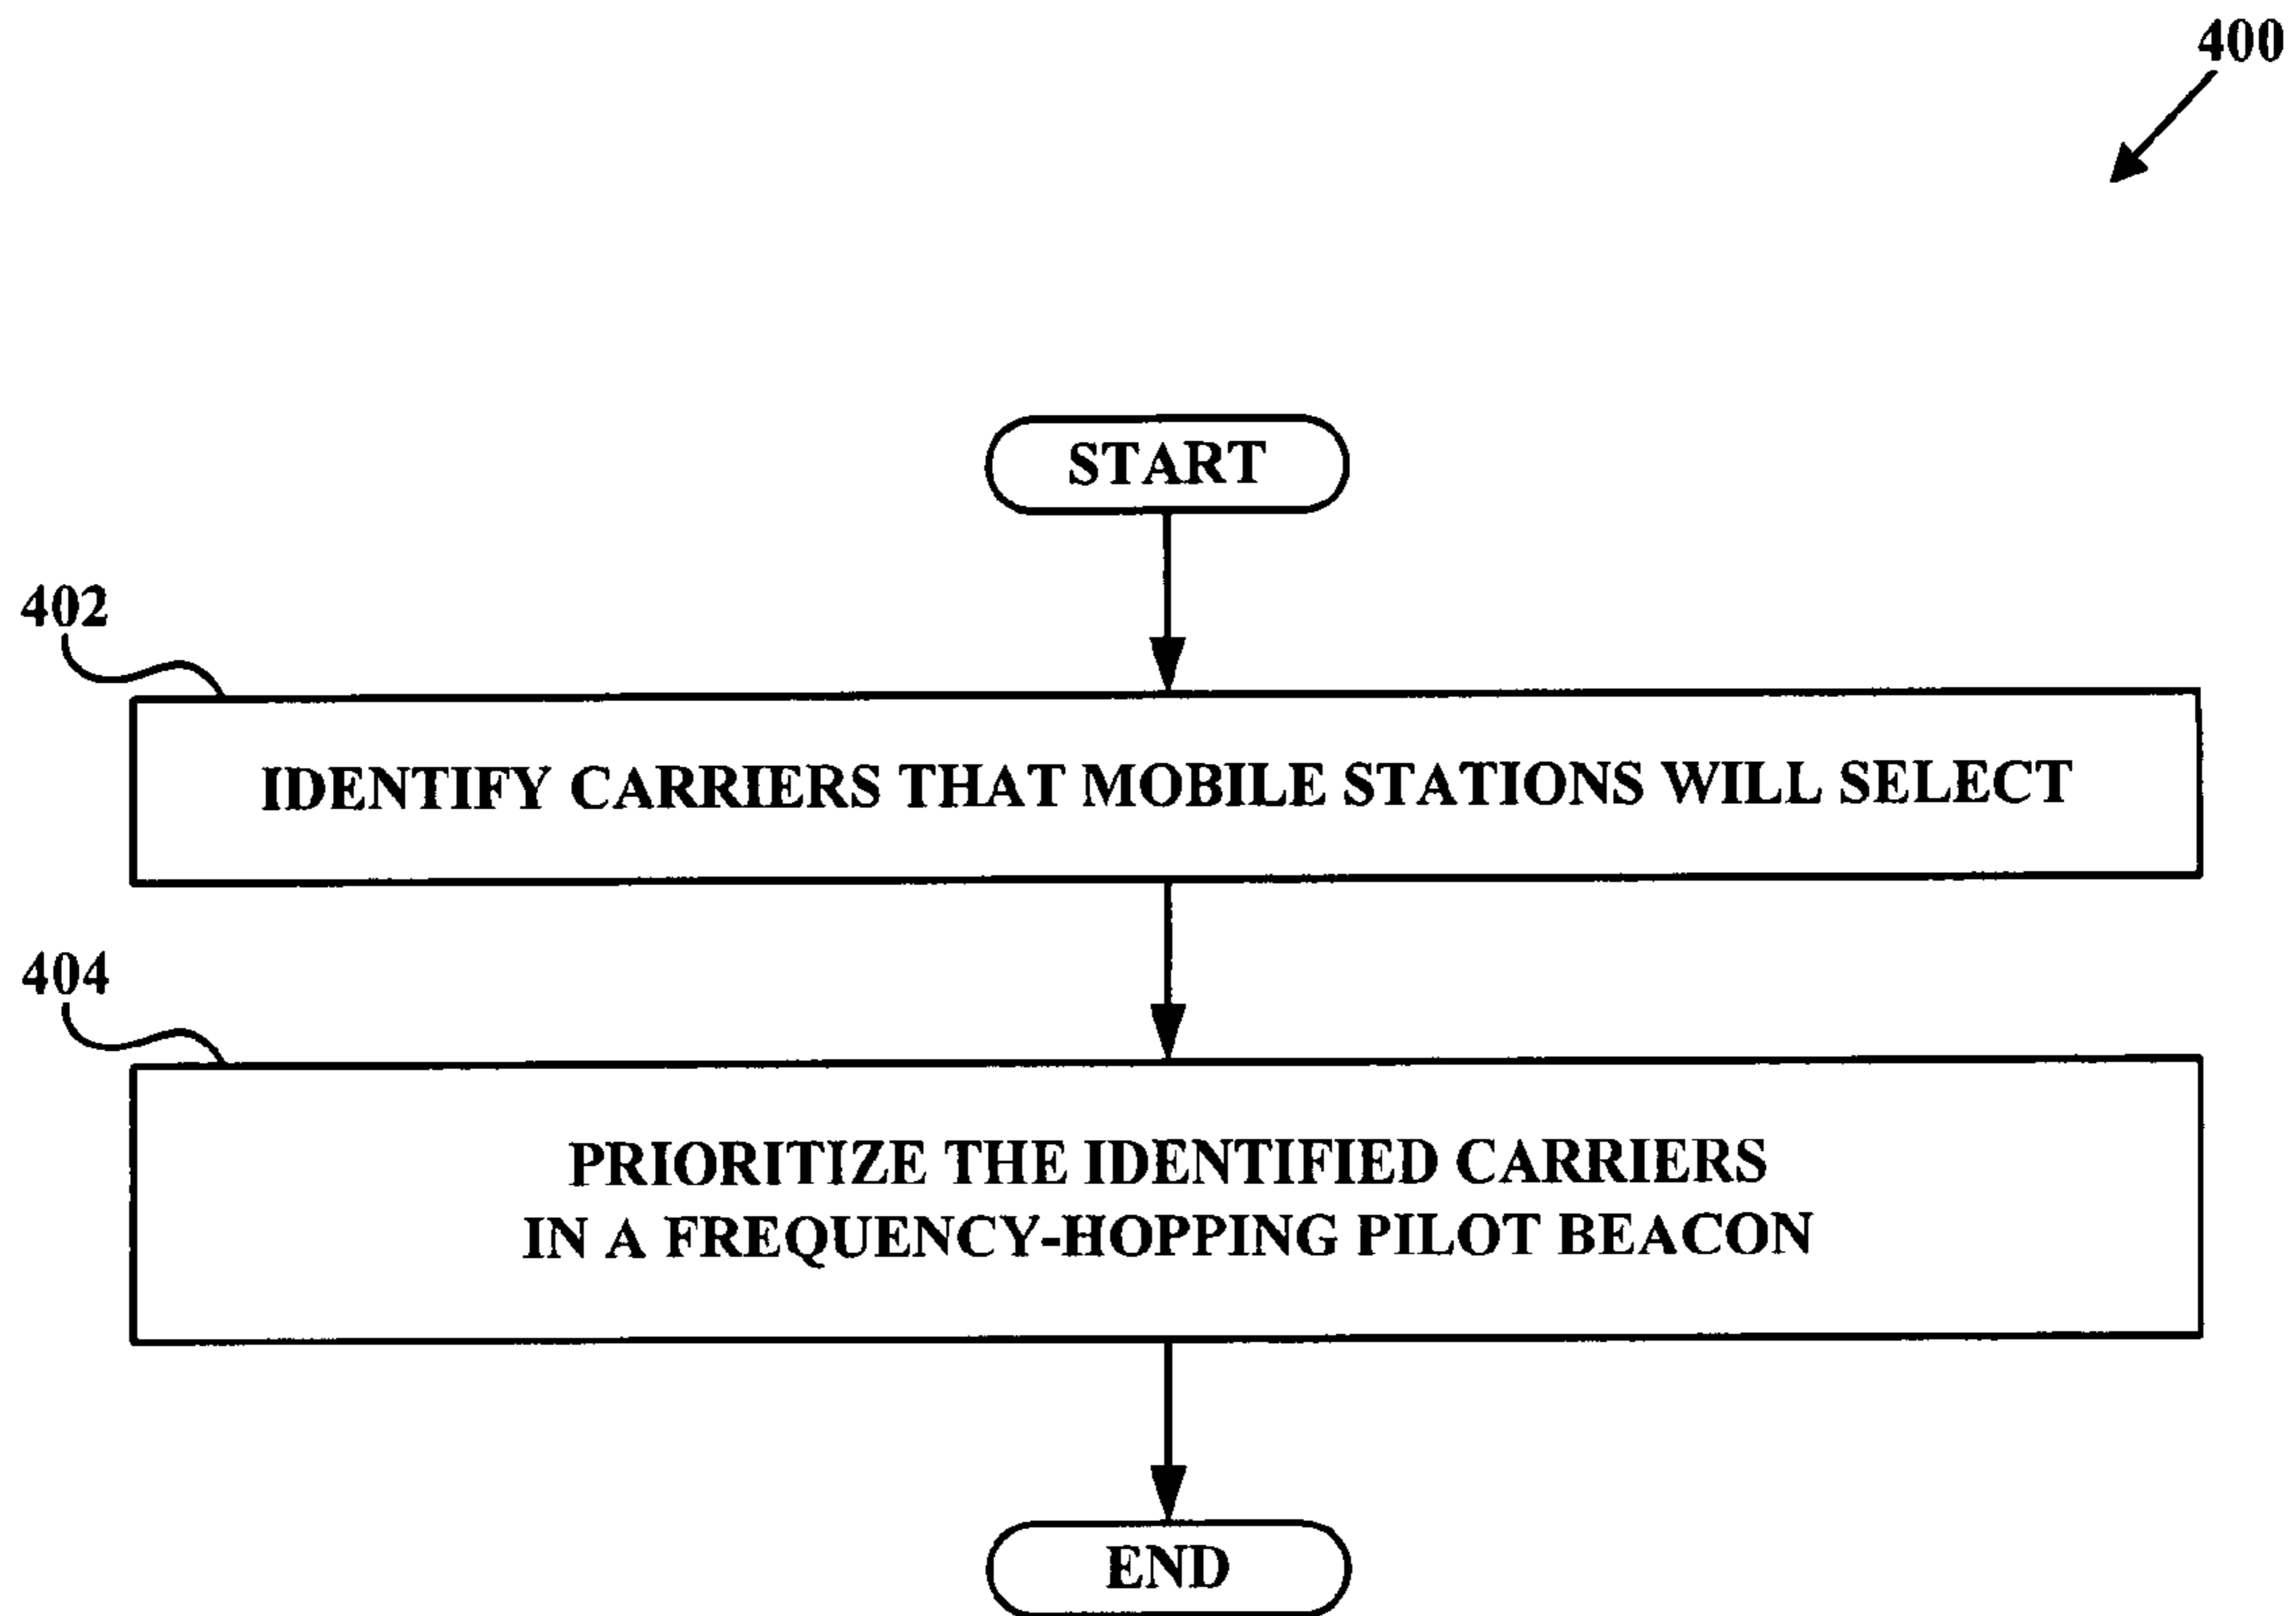 400
START
402
IDENTIFY CARRIERS THAT MOBILE STATIONS WILL SELECT
404
PRIORITIZE THE IDENTIFIED CARRIERS
IN A FREQUENCY-HOPPING PILOT BEACON
END